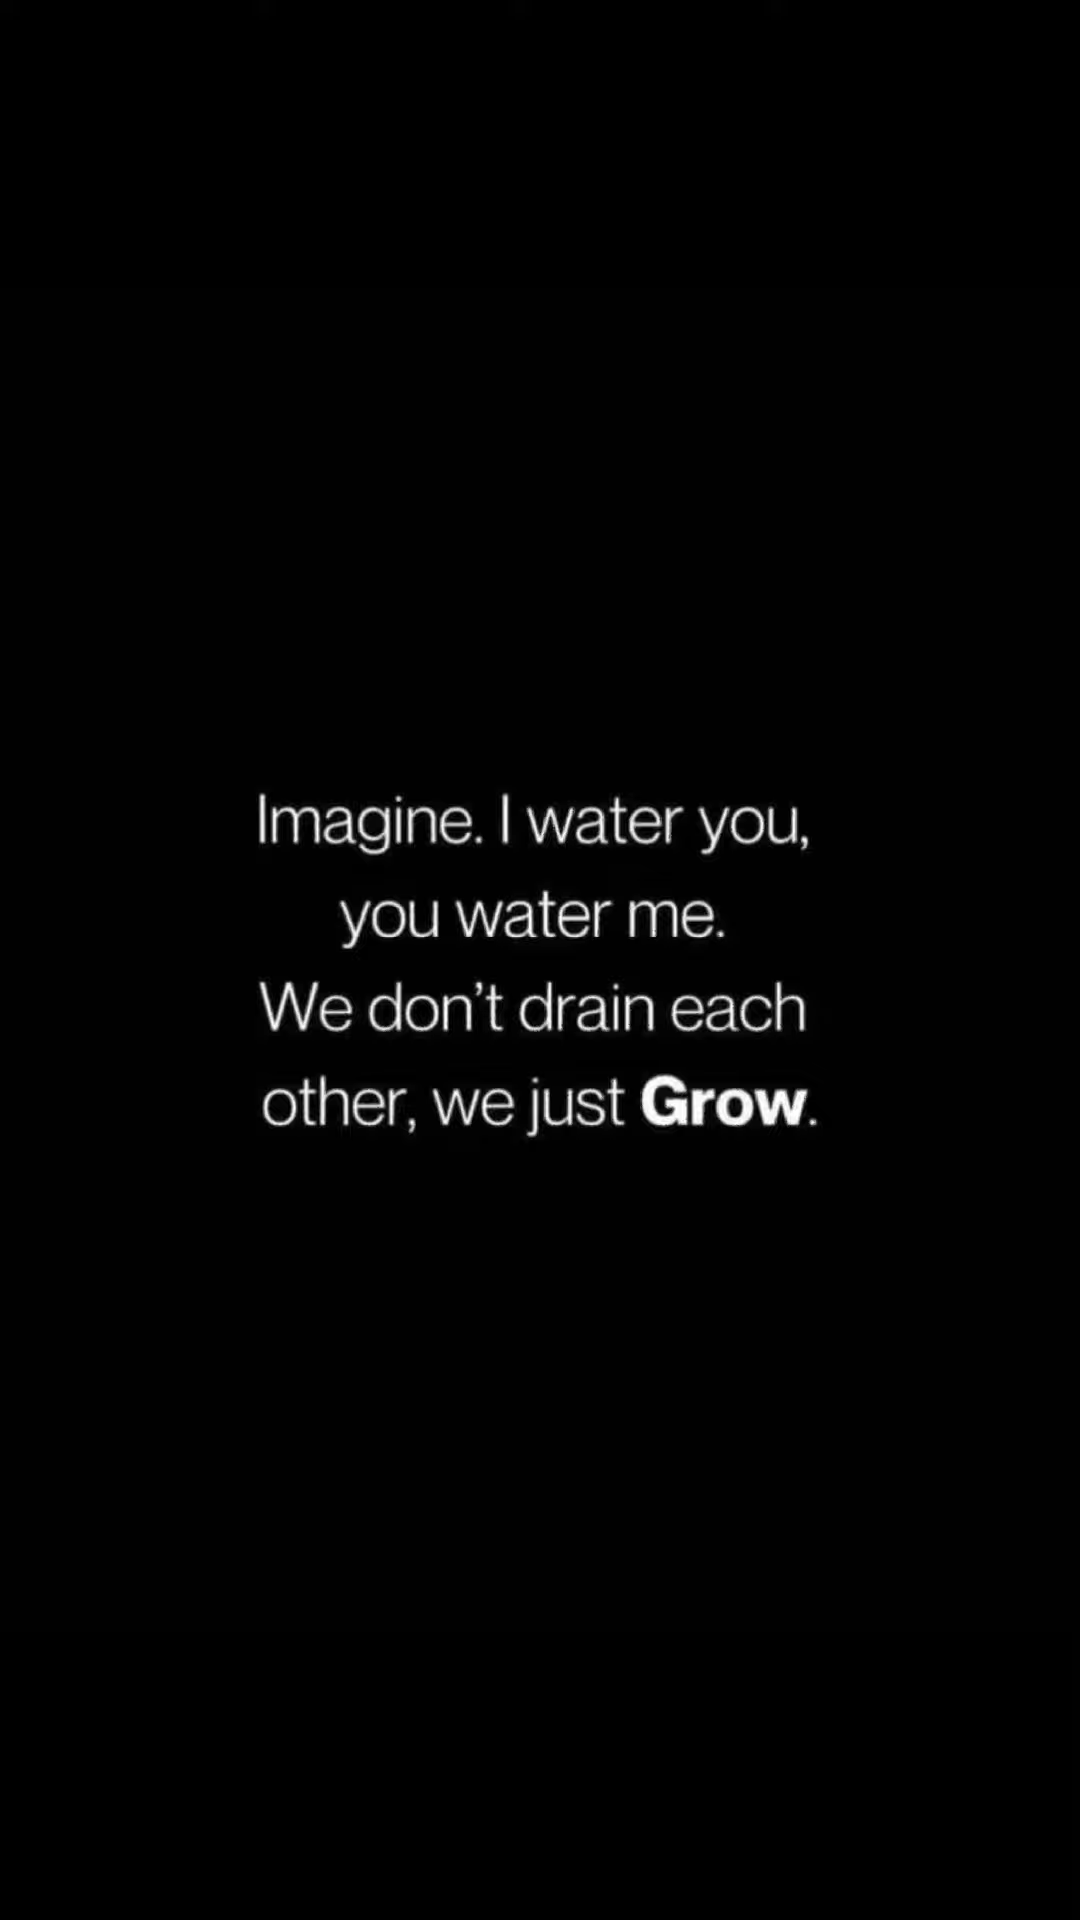 Imagine. I water you,
you water me.
We don’t drain each
other, we just Grow.